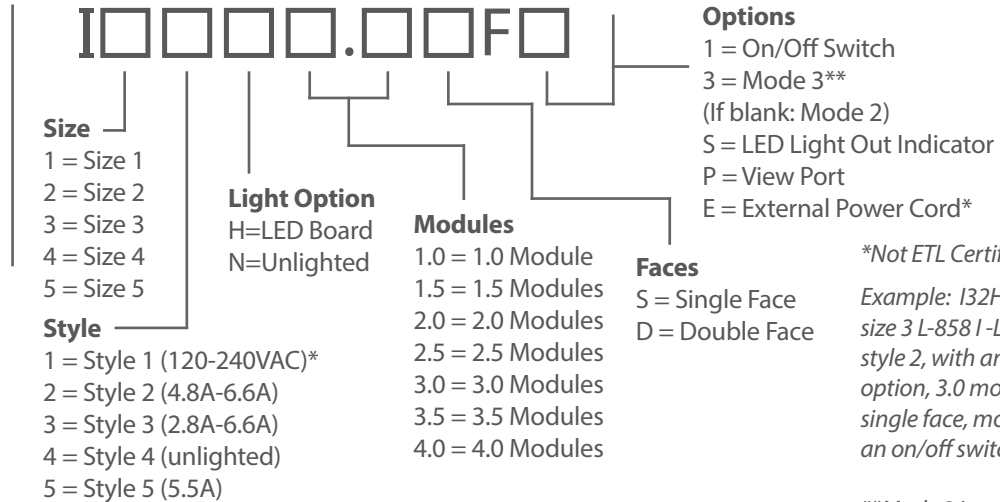 I□□□□.□□F□
Size
1 = Size 1
2 = Size 2
3 = Size 3
4 = Size 4
5 = Size 5
Style
1 = Style 1 (120-240VAC)*
2 = Style 2 (4.8A-6.6A)
3 = Style 3 (2.8A-6.6A)
4 = Style 4 (unlighted)
5 = Style 5 (5.5A)
Light Option
H=LED Board
N=Unlighted
Modules
1.0 = 1.0 Module
1.5 = 1.5 Modules
2.0 = 2.0 Modules
2.5 = 2.5 Modules
3.0 = 3.0 Modules
3.5 = 3.5 Modules
4.0 = 4.0 Modules
Faces
S = Single Face
D = Double Face
Options
1 = On/Off Switch
3 = Mode 3**
(If blank: Mode 2)
S = LED Light Out Indicator
P = View Port
E = External Power Cord*
*Not ETL
Example: I32H
size 3 L-858 I -L
style 2, with
option, 3.0
single face,
an on/off